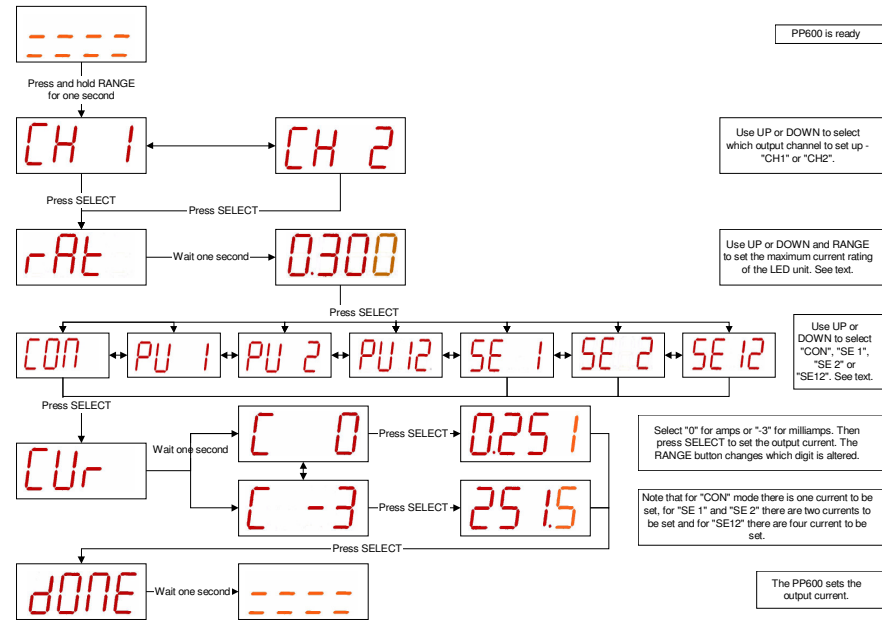 PP600 is ready
Press and hold RANGE
for one second
CH 1
CH 2
Use UP or DOWN to select
which output channel to set up -
"CH1" or "CH2".
Press SELECT
Press SELECT
rAt
Wait one second
0.300
Use UP or DOWN and RANGE
to set the maximum current rating
of the LED unit. See text.
Press SELECT
CON
PU 1
PU 2
PU12
SE 1
SE 2
SE12
Use UP or
DOWN to select
"CON", "SE 1",
"SE 2" or
"SE12". See text.
Press SELECT
CUr
Wait one second
C 0
Press SELECT
0.251
Select "0" for amps or "-3" for milliamps. Then
press SELECT to set the output current. The
RANGE button changes which digit is altered.
C -3
Press SELECT
251.5
Note that for "CON" mode there is one current to be
set, for "SE 1" and "SE 2" there are two currents to
be set and for "SE12" there are four current to be
set.
Press SELECT
dONE
Wait one second
The PP600 sets the
output current.